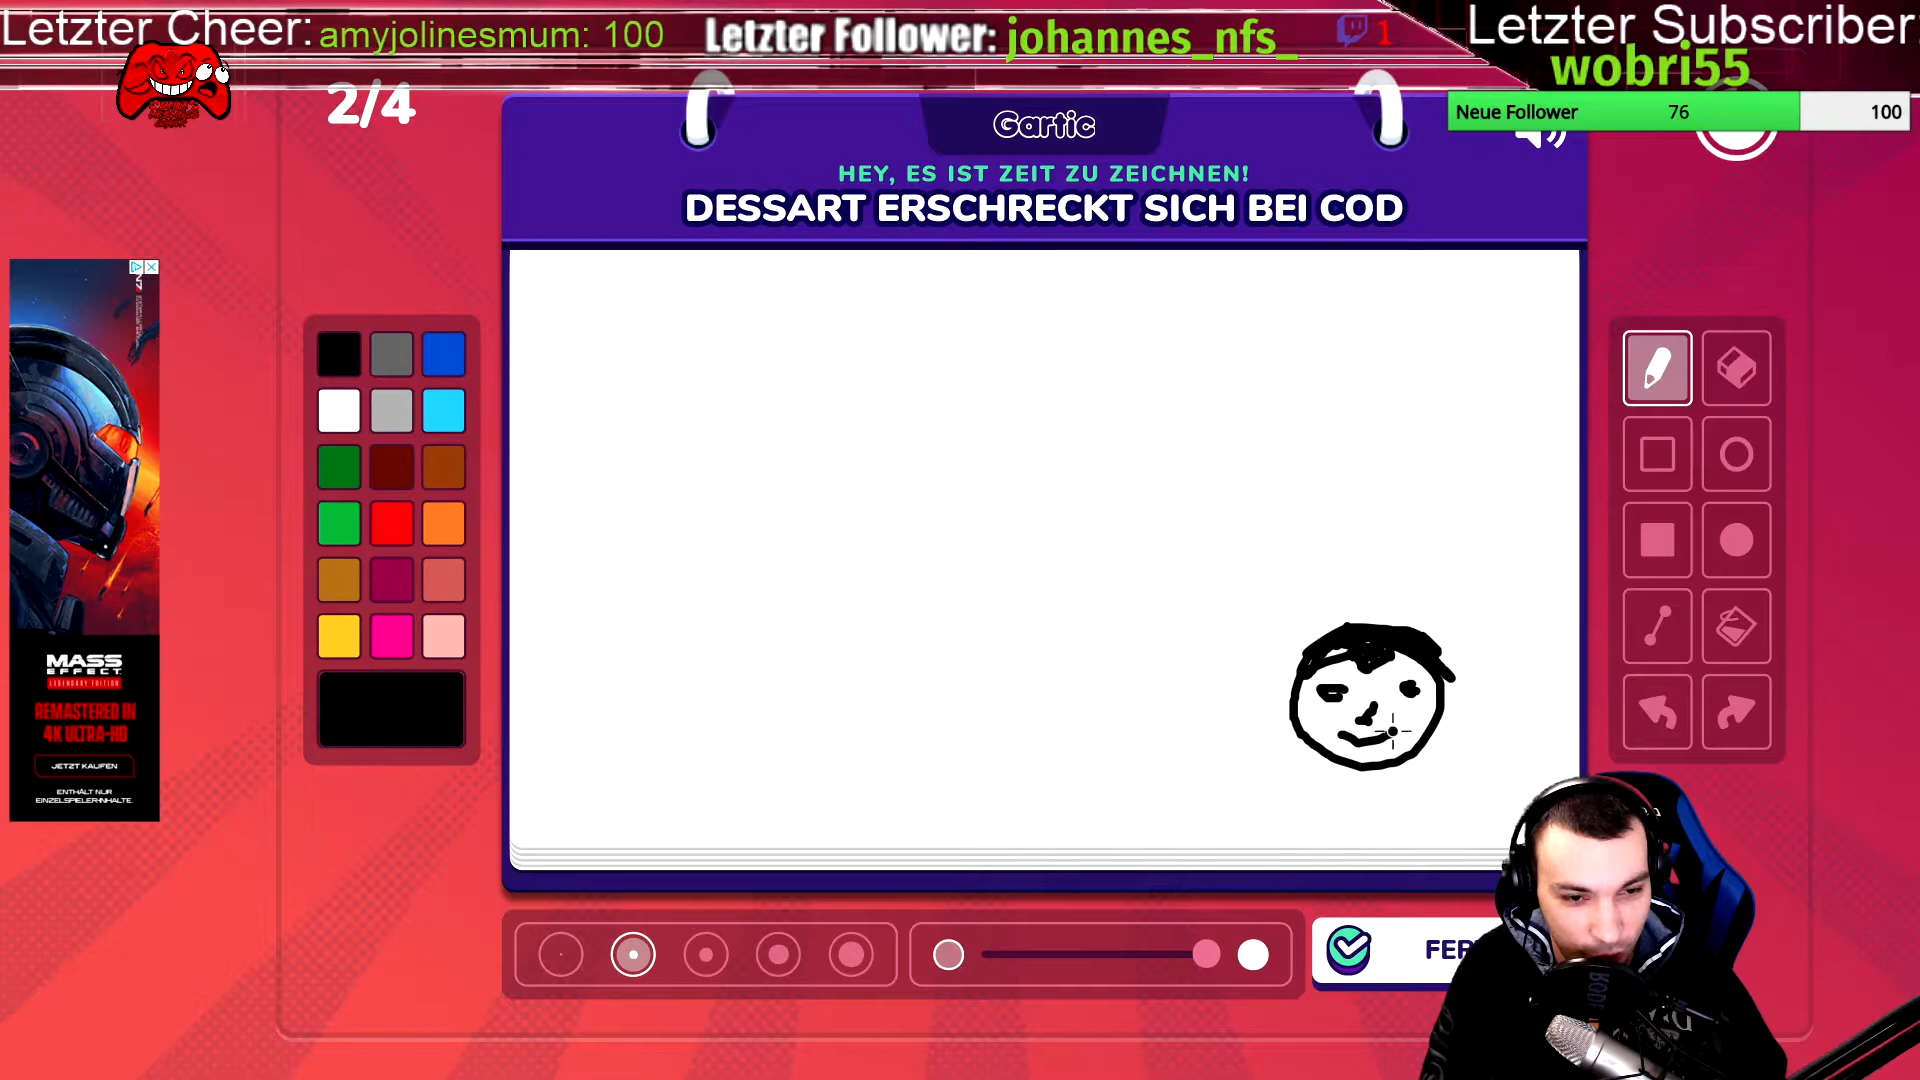 Letzter Cheer: amyjolinesmum: 100
Letzter Follower: johannes_nfs_
1
Letzter Subscriber:
wobri55
Neue Follower 76 100
2/4
Gartic
HEY, ES IST ZEIT ZU ZEICHNEN!
DESSART ERSCHRECKT SICH BEI COD
MASS
EFFECT
LEGENDARY EDITION
REMASTERED IN
4K ULTRA-HD
JETZT KAUFEN
ENTHÄLT NUR
EINZELSPIELER-INHALTE.